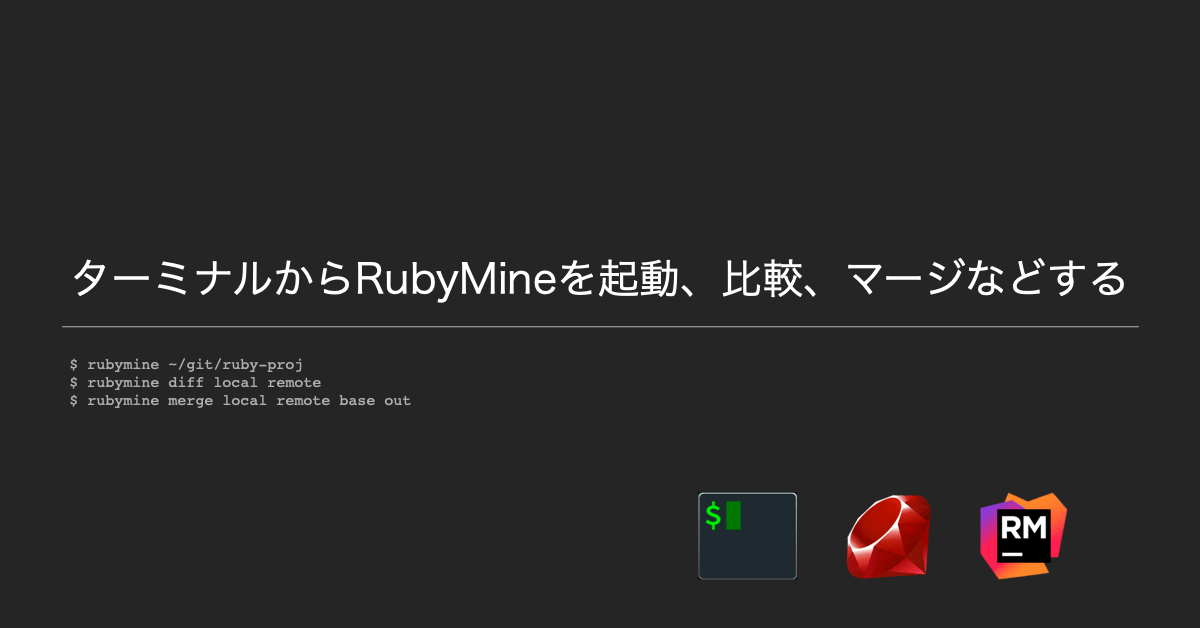 ターミナルからRubyMineを起動、比較、マージなどする
$ rubymine ~/git/ruby-proj
$ rubymine diff local remote
$ rubymine merge local remote base out
$
RM